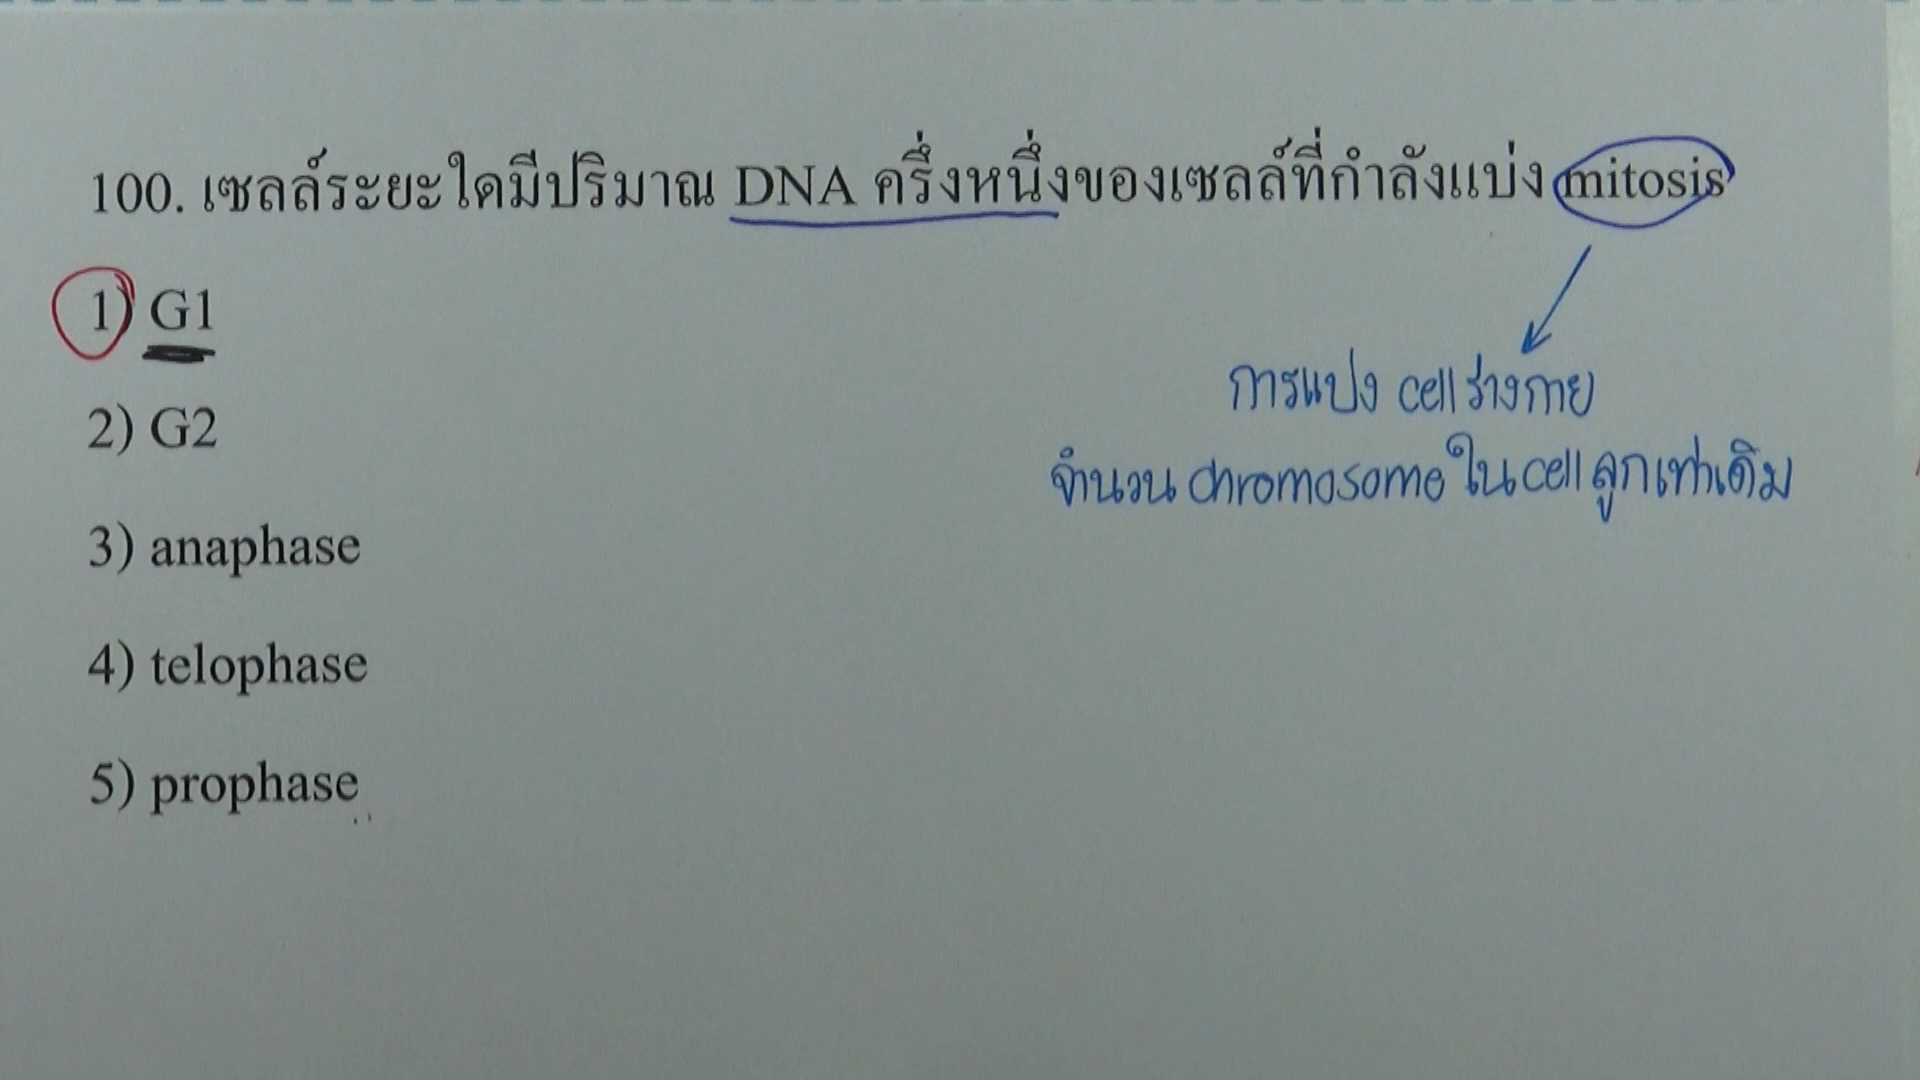 100. เซลล์ระยะใดมีปริมาณ DNA ครึ่งหนึ่งของเซลล์ที่กำลังแบ่ง mitosis
1) G1
2) G2
3) anaphase
4) telophase
5) prophase
การแบ่ง cell ร่างกาย
จำนวน chromosome ใน cell ลูกเท่าเดิม